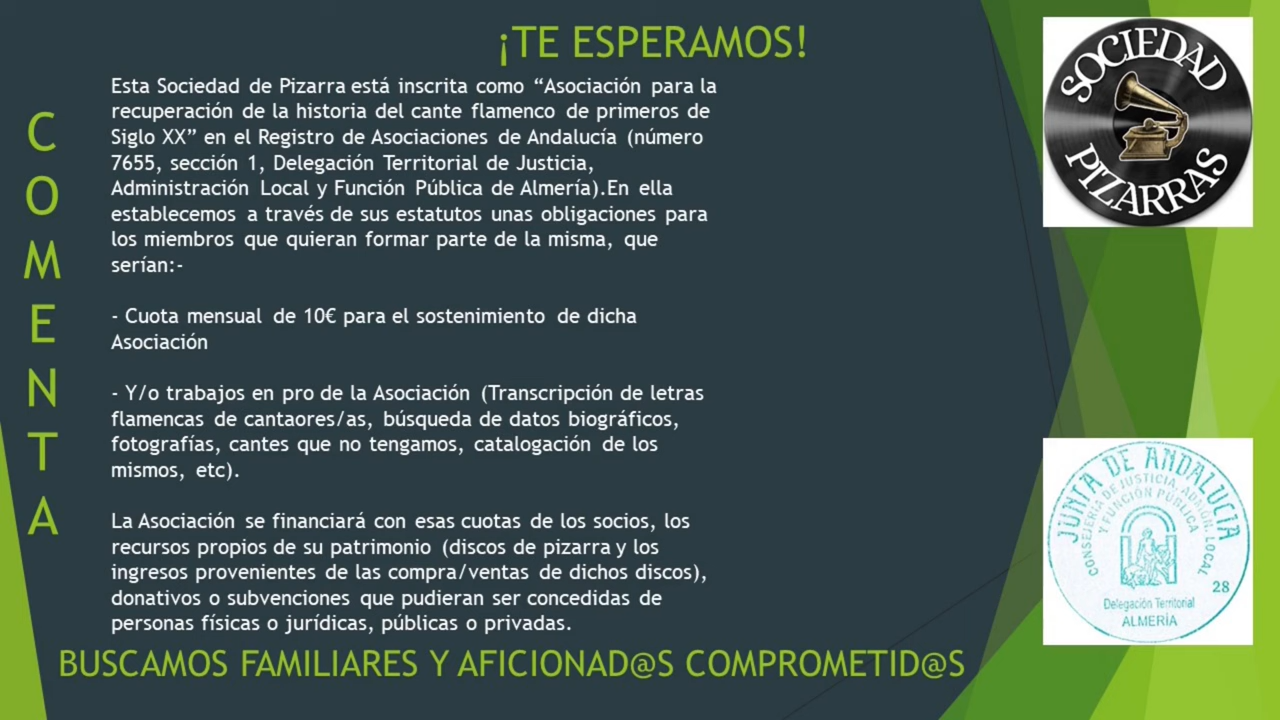 ¡TE ESPERAMOS!
COMENTA
Esta Sociedad de Pizarra está inscrita como “Asociación para la
recuperación de la historia del cante flamenco de primeros de
Siglo XX” en el Registro de Asociaciones de Andalucía (número
7655, sección 1, Delegación Territorial de Justicia,
Administración Local y Función Pública de Almería).En ella
establecemos a través de sus estatutos unas obligaciones para
los miembros que quieran formar parte de la misma, que
serían:-
- Cuota mensual de 10€ para el sostenimiento de dicha
Asociación
- Y/o trabajos en pro de la Asociación (Transcripción de letras
flamencas de cantaores/as, búsqueda de datos biográficos,
fotografías, cantes que no tengamos, catalogación de los
mismos, etc).
La Asociación se financiará con esas cuotas de los socios, los
recursos propios de su patrimonio (discos de pizarra y los
ingresos provenientes de las compra/ventas de dichos discos),
donativos o subvenciones que pudieran ser concedidas de
personas físicas o jurídicas, públicas o privadas.
BUSCAMOS FAMILIARES Y AFICIONAD@S COMPROMETID@S
SOCIEDAD
PIZARRAS
JUNTA DE ANDALUCIA
CONSEJERÍA DE JUSTICIA, ADMÓN. LOCAL
Y FUNCIÓN PÚBLICA
28
Delegación Territorial
ALMERÍA